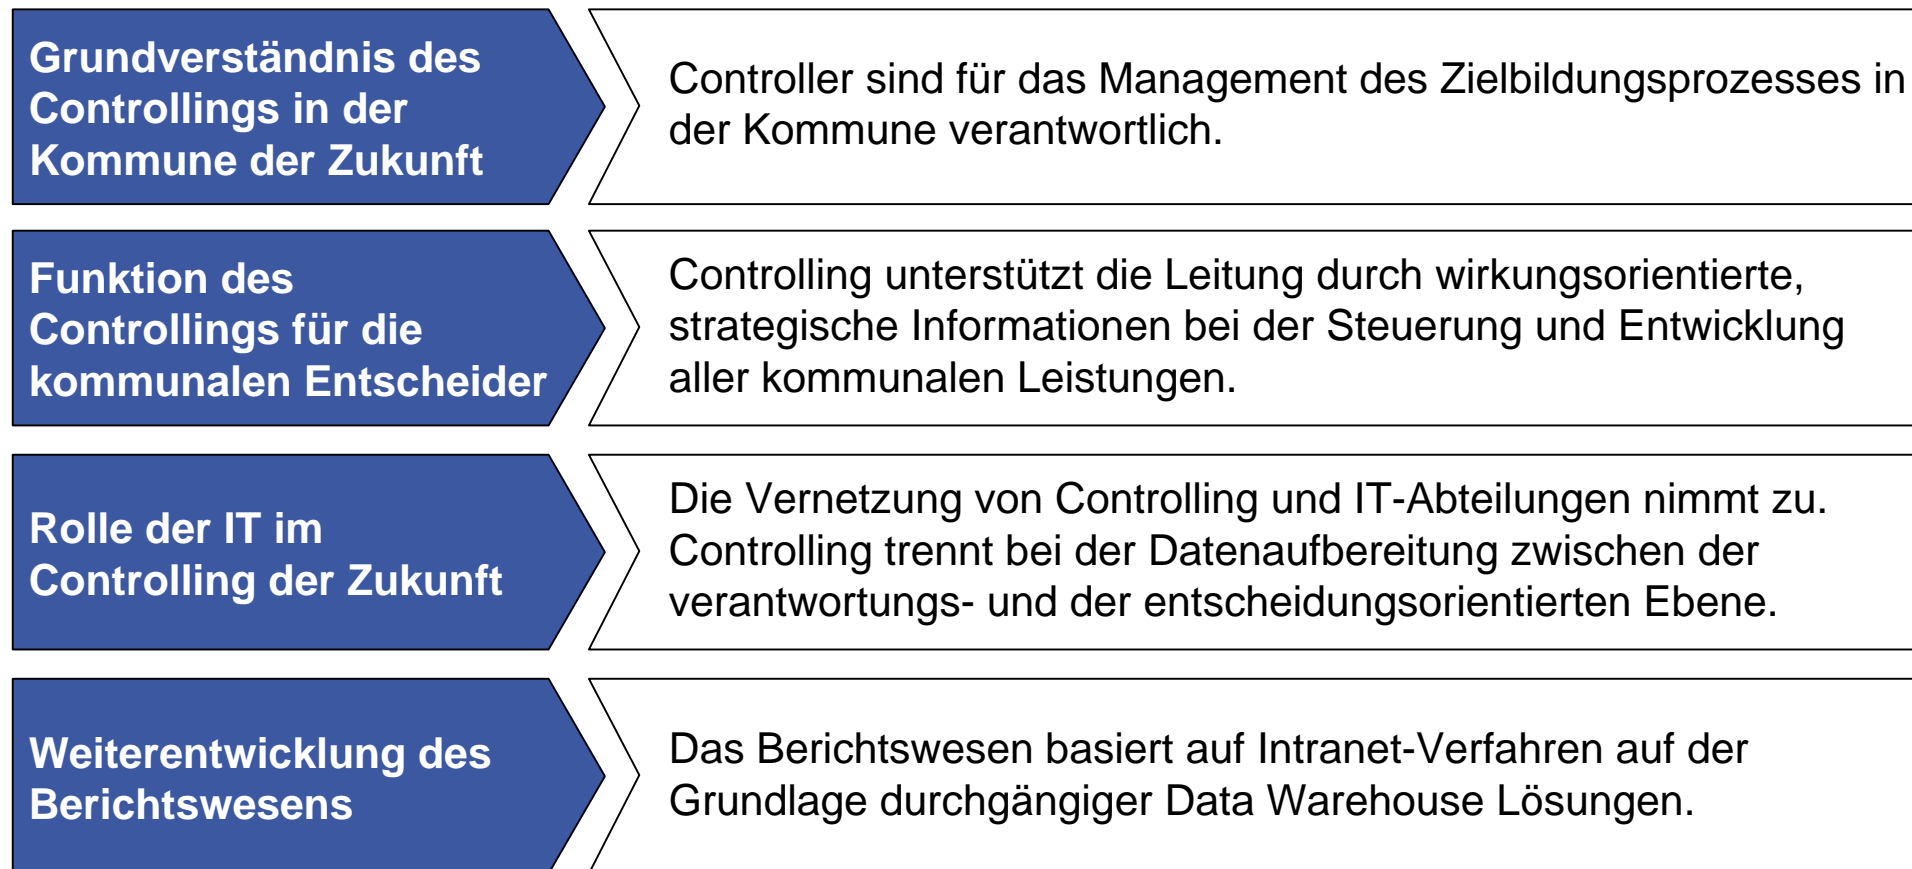 Grundverständnis des
Controllings in der
Kommune der Zukunft
Controller sind für das Management des Zielbildungsprozesses in
der Kommune verantwortlich.
Funktion des
Controllings für die
kommunalen Entscheider
Controlling unterstützt die Leitung durch wirkungsorientierte,
strategische Informationen bei der Steuerung und Entwicklung
aller kommunalen Leistungen.
Rolle der IT im
Controlling der Zukunft
Die Vernetzung von Controlling und IT-Abteilungen nimmt zu.
Controlling trennt bei der Datenaufbereitung zwischen der
verantwortungs- und der entscheidungsorientierten Ebene.
Weiterentwicklung des
Berichtswesens
Das Berichtswesen basiert auf Intranet-Verfahren auf der
Grundlage durchgängiger Data Warehouse Lösungen.